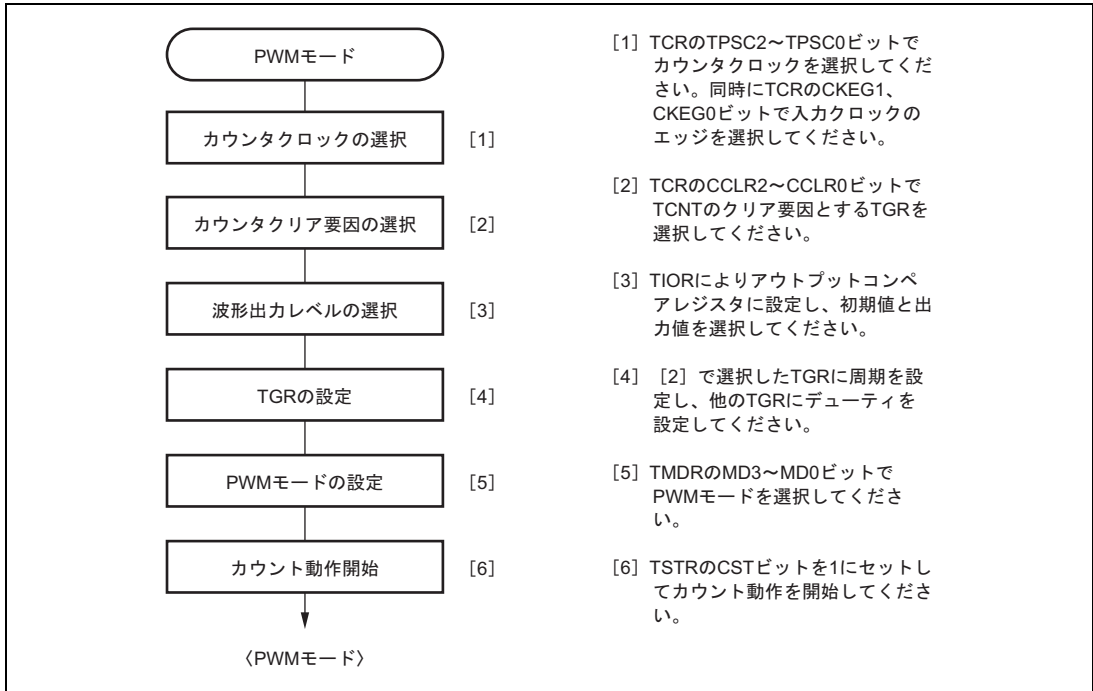 PWMモード
カウンタクロックの選択 [1]
カウンタクリア要因の選択 [2]
波形出力レベルの選択 [3]
TGRの設定 [4]
PWMモードの設定 [5]
カウント動作開始 [6]
〈PWMモード〉
[1] TCRのTPSC2~TPSC0ビットで
カウンタクロックを選択してくだ
さい。同時にTCRのCKEG1、
CKEG0ビットで入力クロックの
エッジを選択してください。
[2] TCRのCCLR2~CCLR0ビットで
TCNTのクリア要因とするTGRを
選択してください。
[3] TIORによりアウトプットコンペ
アレジスタに設定し、初期値と出
力値を選択してください。
[4] [2]で選択したTGRに周期を設
定し、他のTGRにデューティを
設定してください。
[5] TMDRのMD3~MD0ビットで
PWMモードを選択してくださ
い。
[6] TSTRのCSTビットを1にセットし
てカウント動作を開始してくださ
い。